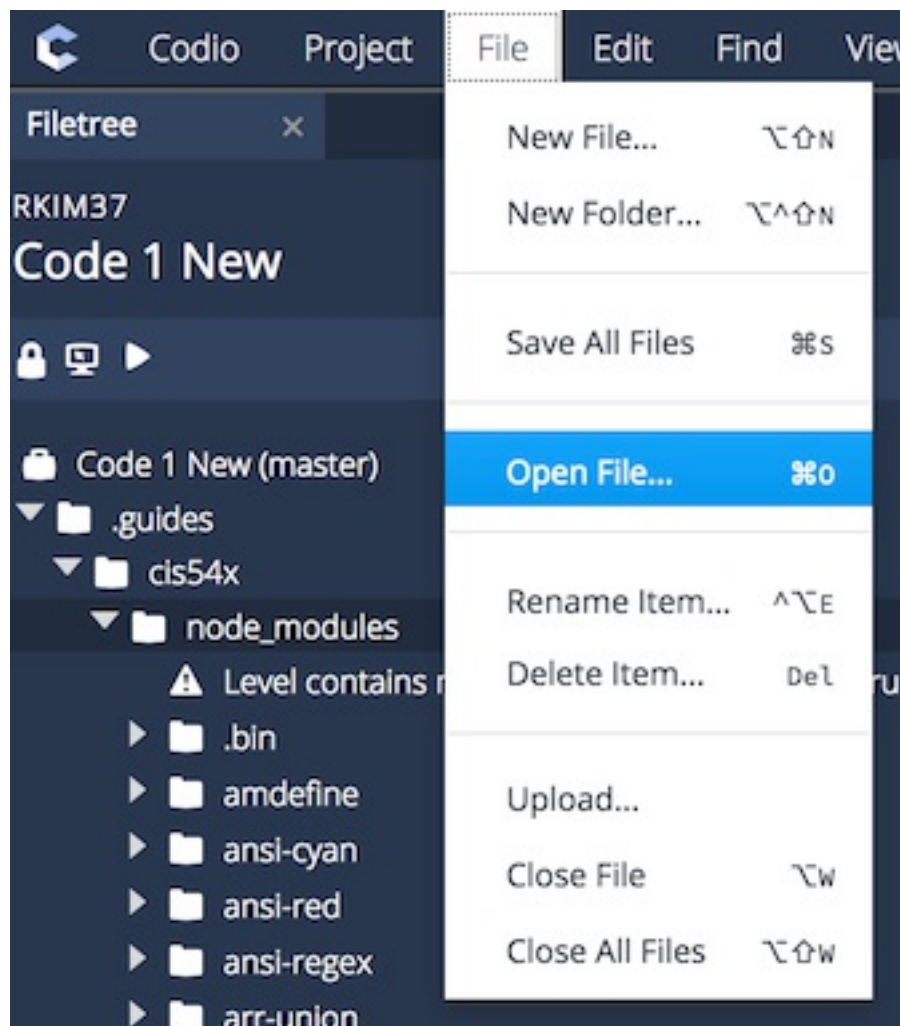 Codio Project File Edit Find View
Filetree ×
RKIM37
Code 1 New
Code 1 New (master)
.guides
cis54x
node_modules
Level contains
.bin
amdefine
ansi-cyan
ansi-red
ansi-regex
arr-union
New File... ⌥⇧N
New Folder... ⌥^⇧N
Save All Files ⌘S
Open File... ⌘O
Rename Item... ^⌥E
Delete Item... Del
Upload...
Close File ⌥W
Close All Files ⌥⇧W